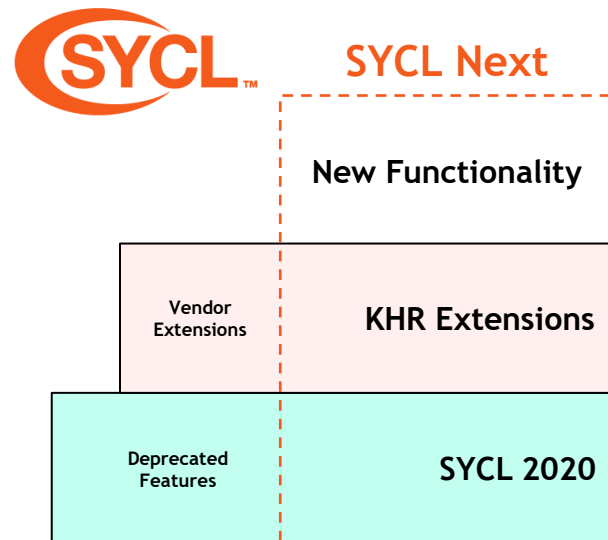 SYCL™
SYCL Next
New Functionality
Vendor
Extensions
KHR Extensions
Deprecated
Features
SYCL 2020